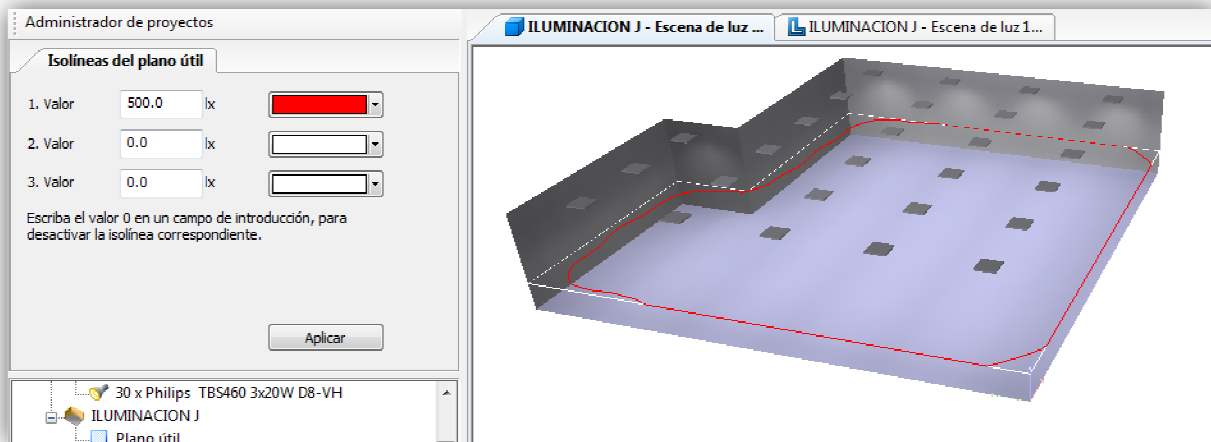 Administrador de proyectos
Isolíneas del plano útil
1. Valor 500.0 lx
2. Valor 0.0 lx
3. Valor 0.0 lx
Escriba el valor 0 en un campo de introducción, para
desactivar la isolínea correspondiente.
Aplicar
30 x Philips TBS460 3x20W D8-VH
ILUMINACION J
Plano útil
ILUMINACION J - Escena de luz ...
ILUMINACION J - Escena de luz 1...